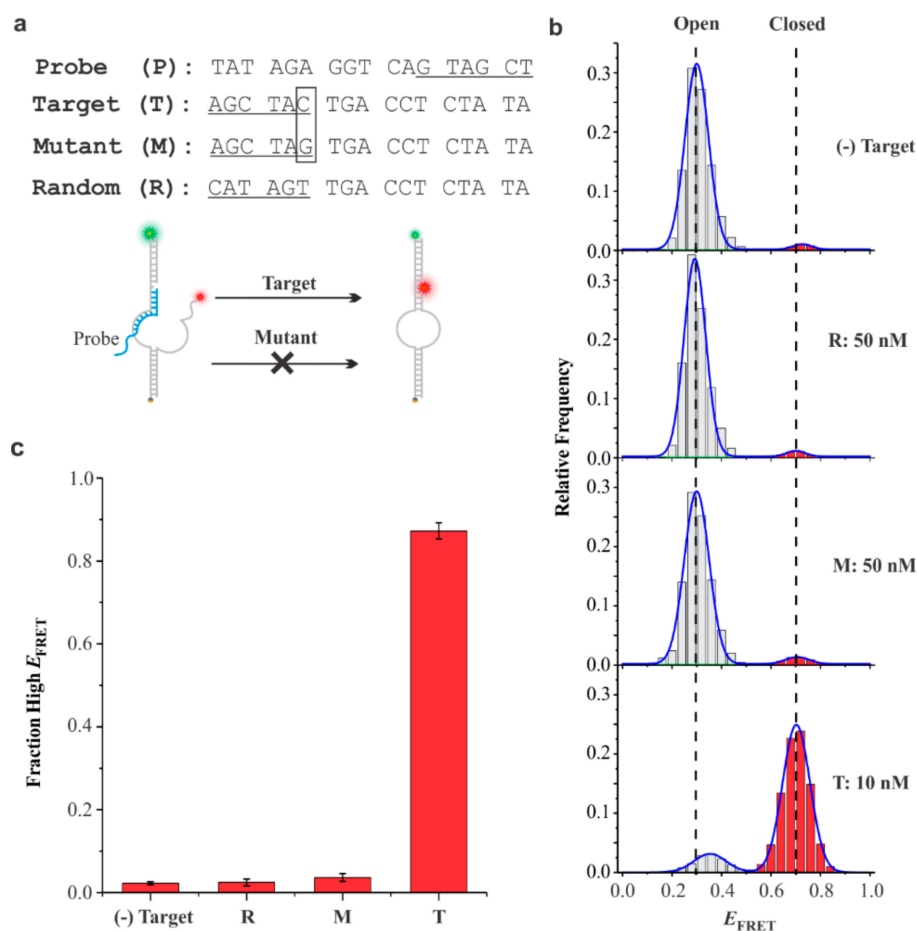 a
Probe (P): TAT AGA GGT CAG TAGCT
Target (T): AGC TAC TGA CCT CTA TA
Mutant (M): AGC TAG TGA CCT CTA TA
Random (R): CAT AGT TGA CCT CTA TA
Target
Probe
Mutant
b
Open Closed
0.3
0.2
0.1
0.0
(-) Target
0.3
0.2
0.1
0.0
R: 50 nM
0.3
0.2
0.1
0.0
M: 50 nM
0.3
0.2
0.1
0.0
T: 10 nM
0.0 0.2 0.4 0.6 0.8 1.0
Relative Frequency
E_FRET
c
1.0
0.8
0.6
0.4
0.2
0.0
Fraction High E_FRET
(-) Target R M T